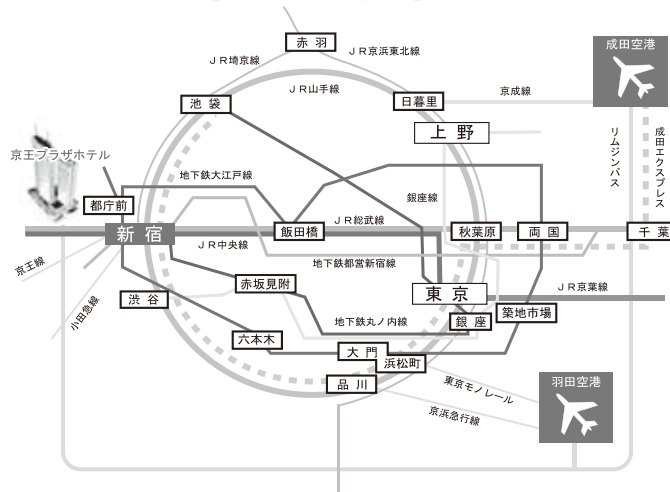 赤羽
JR埼京線
JR京浜東北線
成田空港
JR山手線
池袋
日暮里
京成線
上野
京王プラザホテル
リムジンバス
成田エクスプレス
地下鉄大江戸線
都庁前
銀座線
JR総武線
新宿
飯田橋
秋葉原
両国
千葉
JR中央線
京王線
地下鉄都営新宿線
赤坂見附
東京
JR京葉線
渋谷
小田急線
築地市場
地下鉄丸ノ内線
銀座
六本木
大門
浜松町
品川
東京モノレール
羽田空港
京浜急行線